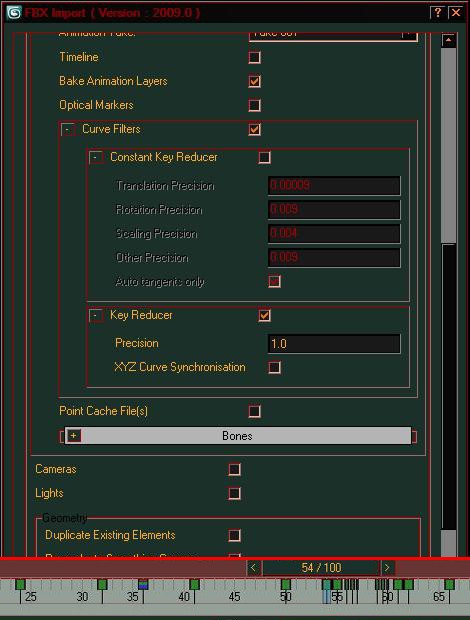 FBX Import ( Version : 2009.0 )
Animation Take: Take 001
Timeline
Bake Animation Layers
Optical Markers
- Curve Filters
- Constant Key Reducer
Translation Precision 0.00009
Rotation Precision 0.009
Scaling Precision 0.004
Other Precision 0.009
Auto tangents only
- Key Reducer
Precision 1.0
XYZ Curve Synchronisation
Point Cache File(s)
+ Bones
Cameras
Lights
Geometry
Duplicate Existing Elements
< 54 / 100 >
25 30 35 40 45 50 55 60 65